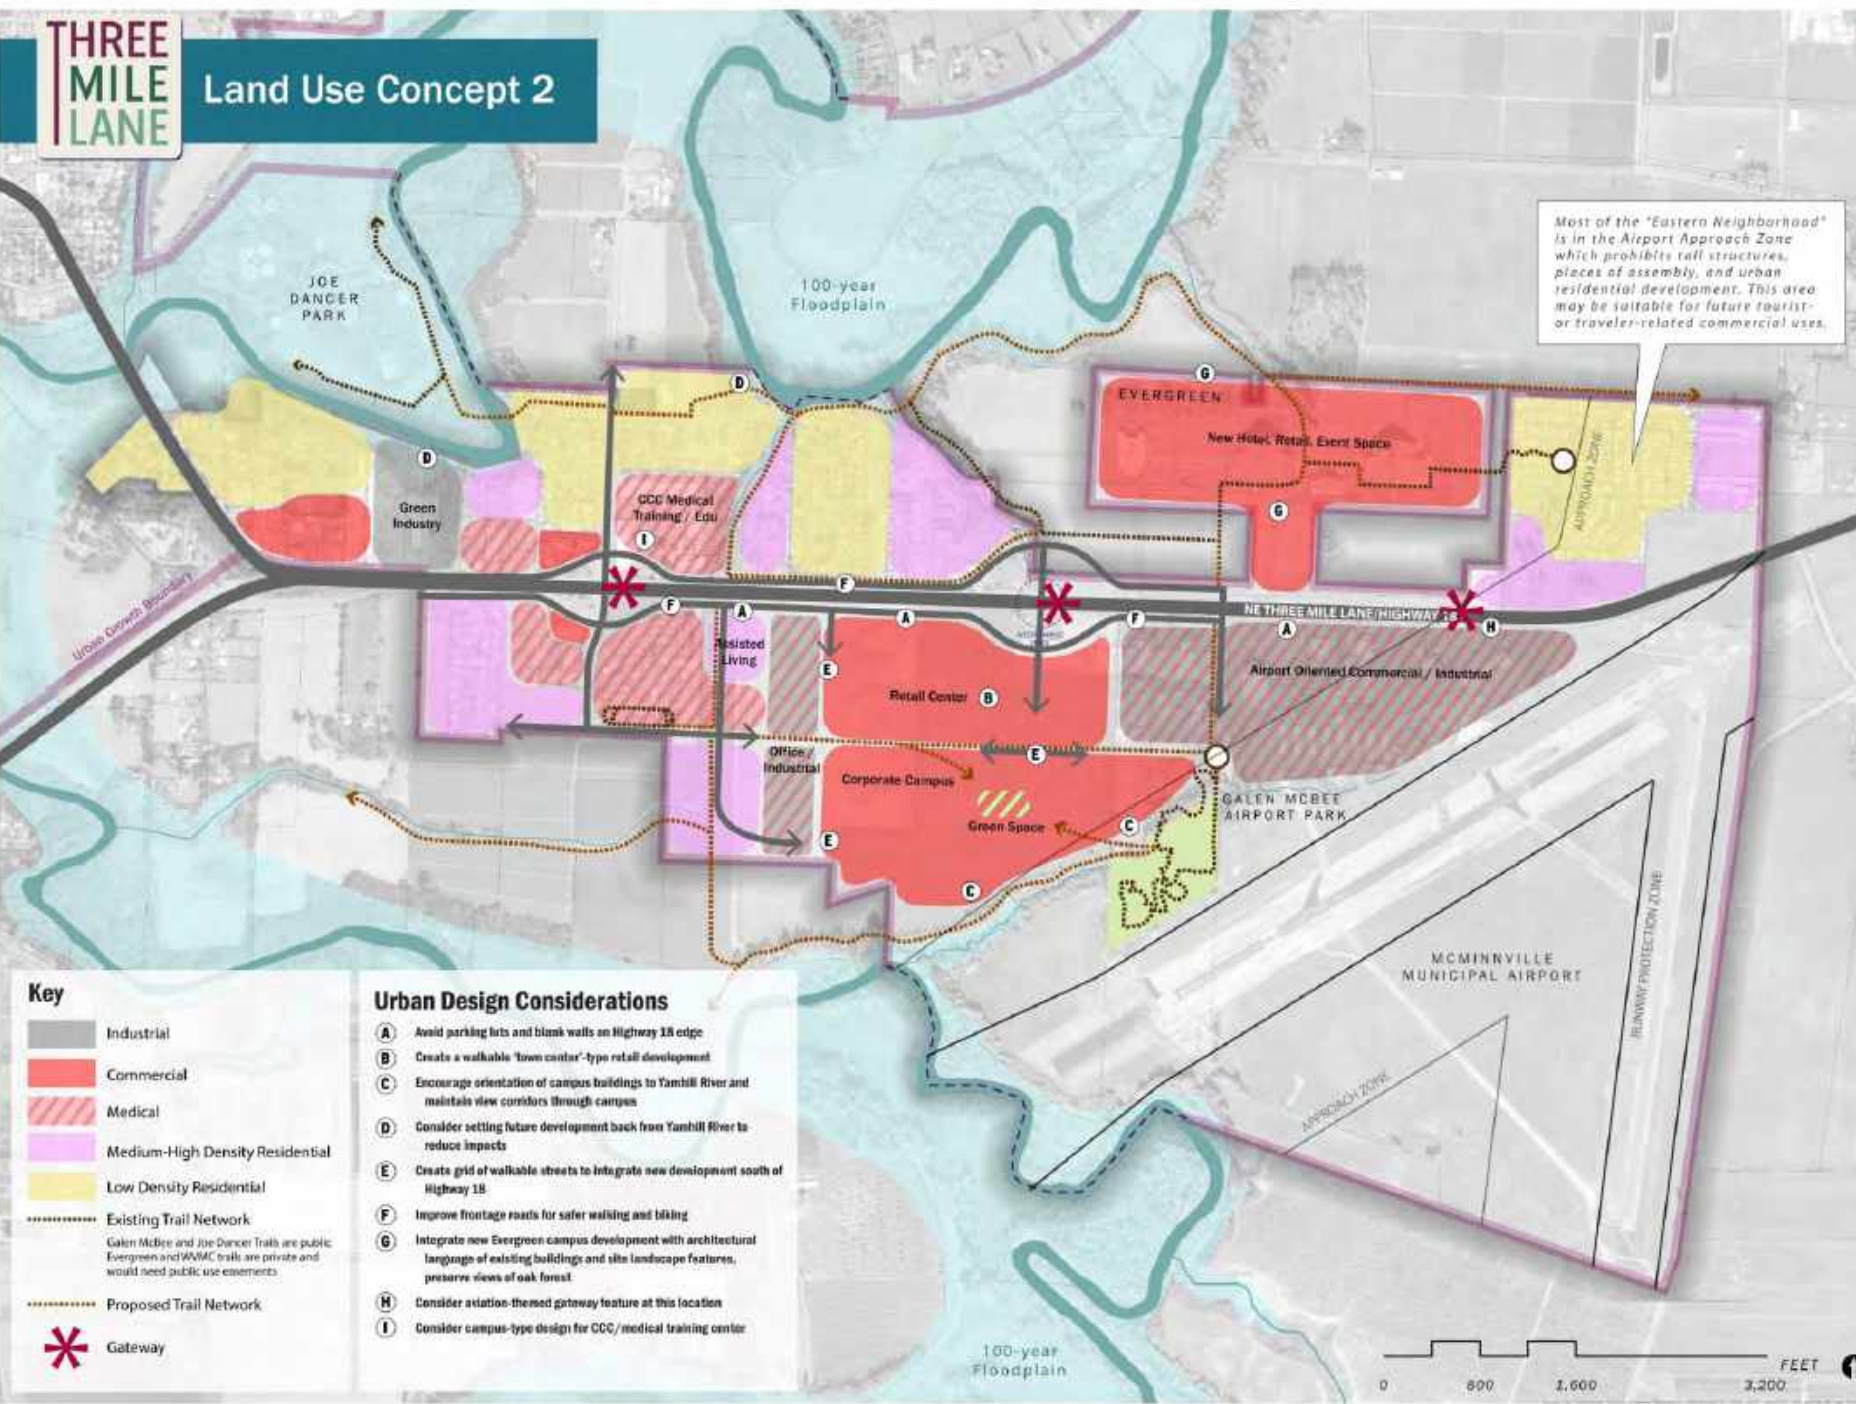 THREE
MILE
LANE
Land Use Concept 2
Most of the "Eastern Neighborhood"
is in the Airport Approach Zone
which prohibits tall structures,
places of assembly, and urban
residential development. This area
may be suitable for future tourist-
or traveler-related commercial uses.
JOE
DANCER
PARK
100-year
Floodplain
D
G
EVERGREEN
New Hotel, Retail, Event Space
APPROACH ZONE
D
Green
Industry
CCC Medical
Training / Edu
I
G
F
Urban Growth Boundary
F
A
A
F
NE THREE MILE LANE/HIGHWAY 18
A
H
Assisted
Living
E
Retail Center
B
Airport Oriented Commercial / Industrial
Office /
Industrial
E
Corporate Campus
Green Space
C
E
C
GALEN MCBEE
AIRPORT PARK
MCMINNVILLE
MUNICIPAL AIRPORT
RUNWAY PROTECTION ZONE
APPROACH ZONE
Key
Industrial
Commercial
Medical
Medium-High Density Residential
Low Density Residential
Existing Trail Network
Galen McBee and Joe Dancer Trails are public
Evergreen and WVMC trails are private and
would need public use easements
Proposed Trail Network
Gateway
Urban Design Considerations
A Avoid parking lots and blank walls on Highway 18 edge
B Create a walkable 'town center'-type retail development
C Encourage orientation of campus buildings to Yamhill River and
maintain view corridors through campus
D Consider setting future development back from Yamhill River to
reduce impacts
E Create grid of walkable streets to integrate new development south of
Highway 18
F Improve frontage roads for safer walking and biking
G Integrate new Evergreen campus development with architectural
language of existing buildings and site landscape features,
preserve views of oak forest
H Consider aviation-themed gateway feature at this location
I Consider campus-type design for CCC/medical training center
100-year
Floodplain
FEET
0 800 1,600 3,200